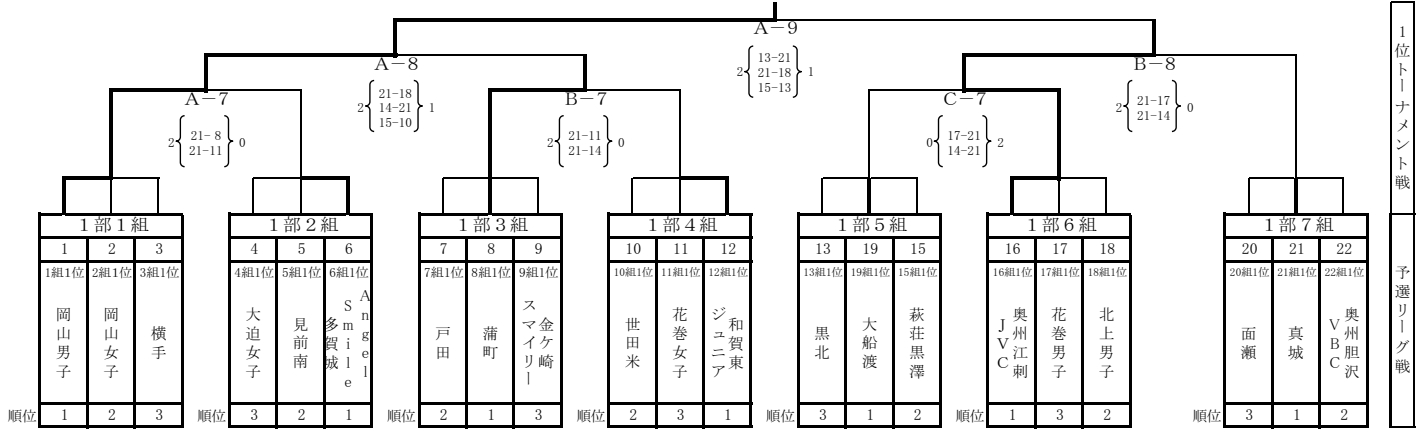 A-9
2 13-21 21-18 15-13 1
1位トーナメント戦
A-8
2 21-18 14-21 15-10 1
B-8
2 21-17 21-14 0
A-7
2 21-8 21-11 0
B-7
2 21-11 21-14 0
C-7
0 17-21 14-21 2
1部1組 1部2組 1部3組 1部4組 1部5組 1部6組 1部7組
1 2 3 4 5 6 7 8 9 10 11 12 13 19 15 16 17 18 20 21 22
1組1位 2組1位 3組1位 4組1位 5組1位 6組1位 7組1位 8組1位 9組1位 10組1位 11組1位 12組1位 13組1位 19組1位 15組1位 16組1位 17組1位 18組1位 20組1位 21組1位 22組1位
岡山男子
岡山女子
横手
大迫女子
見前南
Angel
Smile
多賀城
戸田
蒲町
金ケ崎
スマイリー
世田米
花巻女子
和賀東
ジュニア
黒北
大船渡
萩荘黒澤
奥州江刺
JVC
花巻男子
北上男子
面瀬
真城
奥州胆沢
VBC
予選リーグ戦
順位 1 2 3 順位 3 2 1 順位 2 1 3 順位 2 3 1 順位 3 1 2 順位 1 3 2 順位 3 1 2